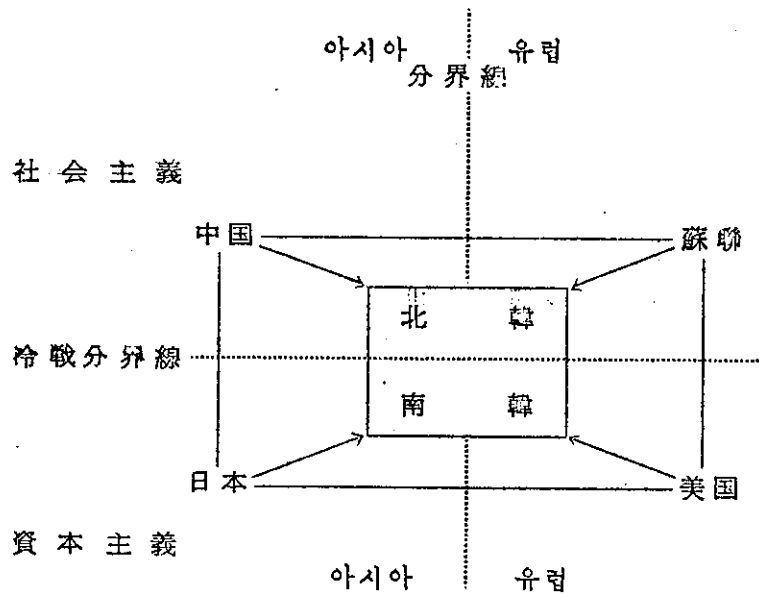 아시아 유럽
分界線
社会主義
中国 蘇聯
北 韓
冷戦分界線
南 韓
日本 美国
資本主義
아시아 유럽